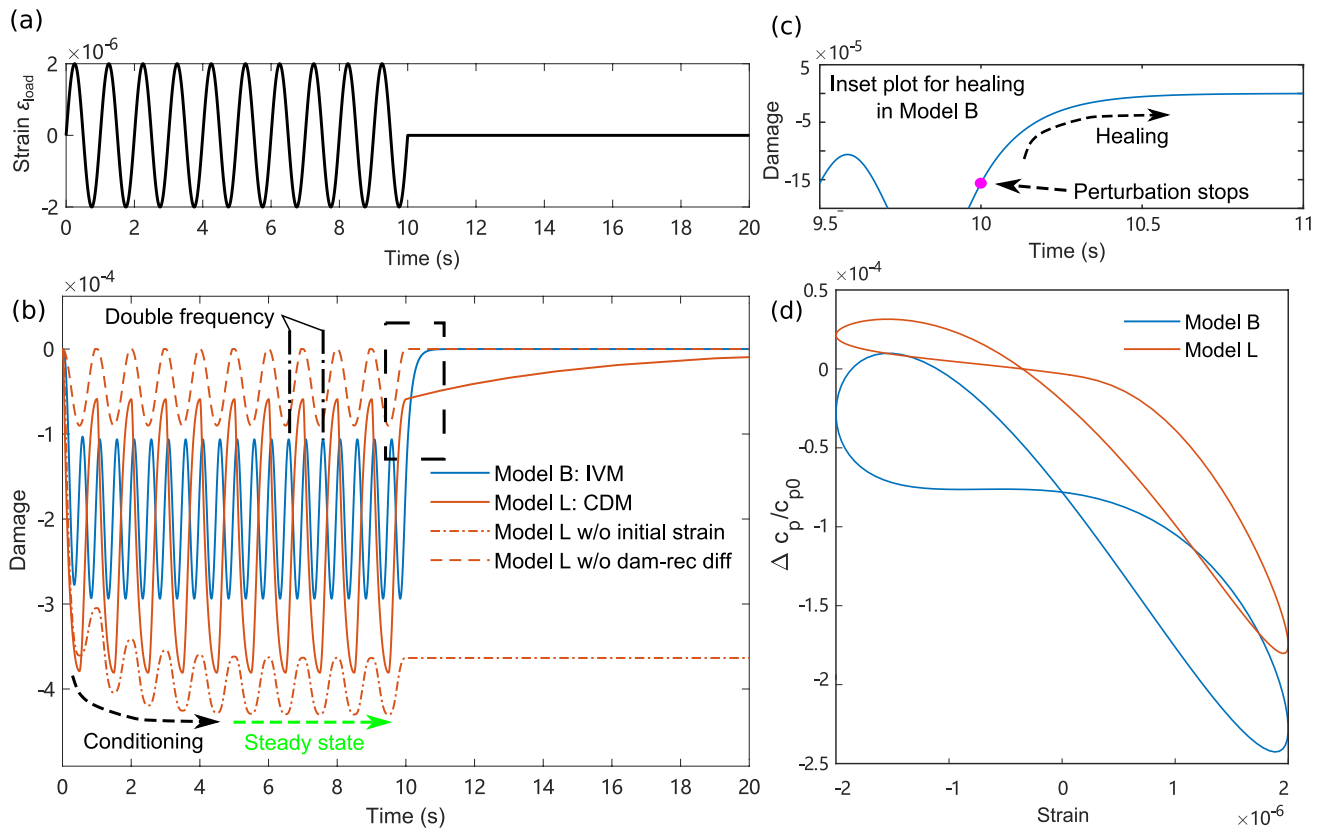 (a)
×10⁻⁶
Strain εload
2
0
-2
0 2 4 6 8 10 12 14 16 18 20
Time (s)
(c)
×10⁻⁵
Damage
5
-5
-15
Inset plot for healing
in Model B
Healing
Perturbation stops
9.5 10 10.5 11
Time (s)
(b)
×10⁻⁴
Damage
0
-1
-2
-3
-4
Double frequency
Model B: IVM
Model L: CDM
Model L w/o initial strain
Model L w/o dam-rec diff
Conditioning
Steady state
0 2 4 6 8 10 12 14 16 18 20
Time (s)
(d)
×10⁻⁴
Δ cp/cp0
0.5
0
-0.5
-1
-1.5
-2
-2.5
Model B
Model L
-2 -1 0 1 2
Strain
×10⁻⁶